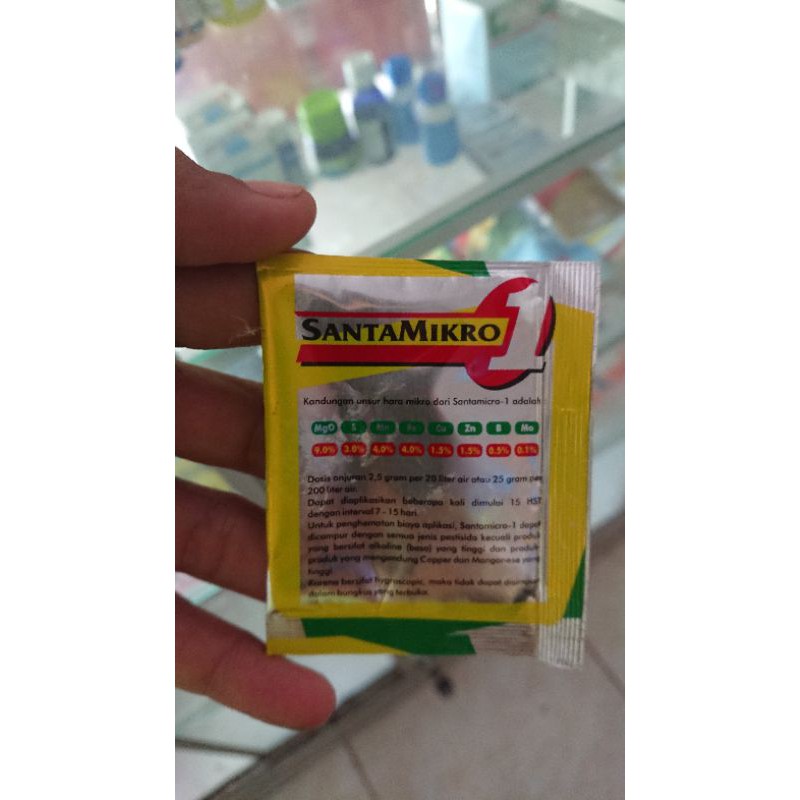 SANTAMIKRO 1
Kandungan unsur hara mikro dari Santamicro-1 adalah
MgO S Mn Fe Cu Zn B Mo
9.0% 3.0% 4.0% 4.0% 1.5% 1.5% 0.5% 0.1%
Dosis anjuran 2,5 gram per 20 liter air atau 25 gram per
200 liter air.
Dapat diaplikasikan beberapa kali dimulai 15 HST
dengan interval 7 - 15 hari.
Untuk penghematan biaya aplikasi, Santamicro-1 dapat
dicampur dengan semua jenis pestisida kecuali produk
yang bersifat alkaline (basa) yang tinggi dan produk-
produk yang mengandung Copper dan Mangan-ese yang
tinggi
Karena bersifat hygroscopic, maka tidak dapat disimpan
dalam bungkus yang terbuka.